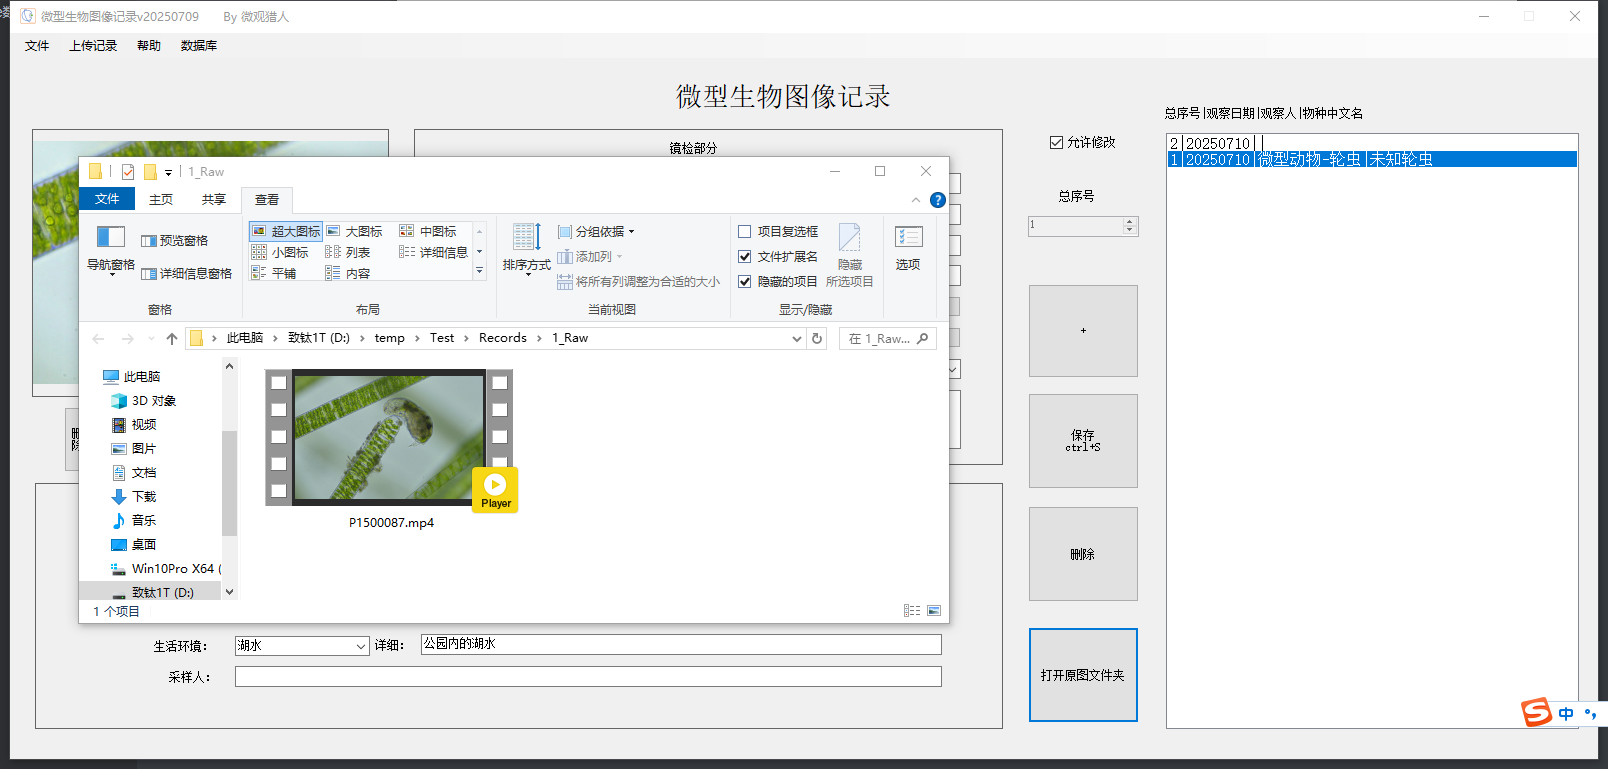 微型生物图像记录v20250709 By 微观猎人
文件 上传记录 帮助 数据库
微型生物图像记录
总序号|观察日期|观察人|物种中文名
镜检部分
允许修改
2|20250710||
1|20250710|微型动物-轮虫|未知轮虫
总序号
1
+
保存
ctrl+S
删除
打开原图文件夹
1_Raw
文件 主页 共享 查看
导航窗格
预览窗格
详细信息窗格
窗格
超大图标 大图标 中图标
小图标 列表 详细信息
平铺 内容
布局
排序方式
分组依据
添加列
将所有列调整为合适的大小
当前视图
项目复选框
文件扩展名
隐藏的项目
隐藏
所选项目
显示/隐藏
选项
此电脑 › 致钛1T (D:) › temp › Test › Records › 1_Raw
在 1_Raw...
此电脑
3D 对象
视频
图片
文档
下载
音乐
桌面
Win10Pro X64 (
致钛1T (D:)
Player
P1500087.mp4
1 个项目
生活环境： 湖水 详细： 公园内的湖水
采样人：
中